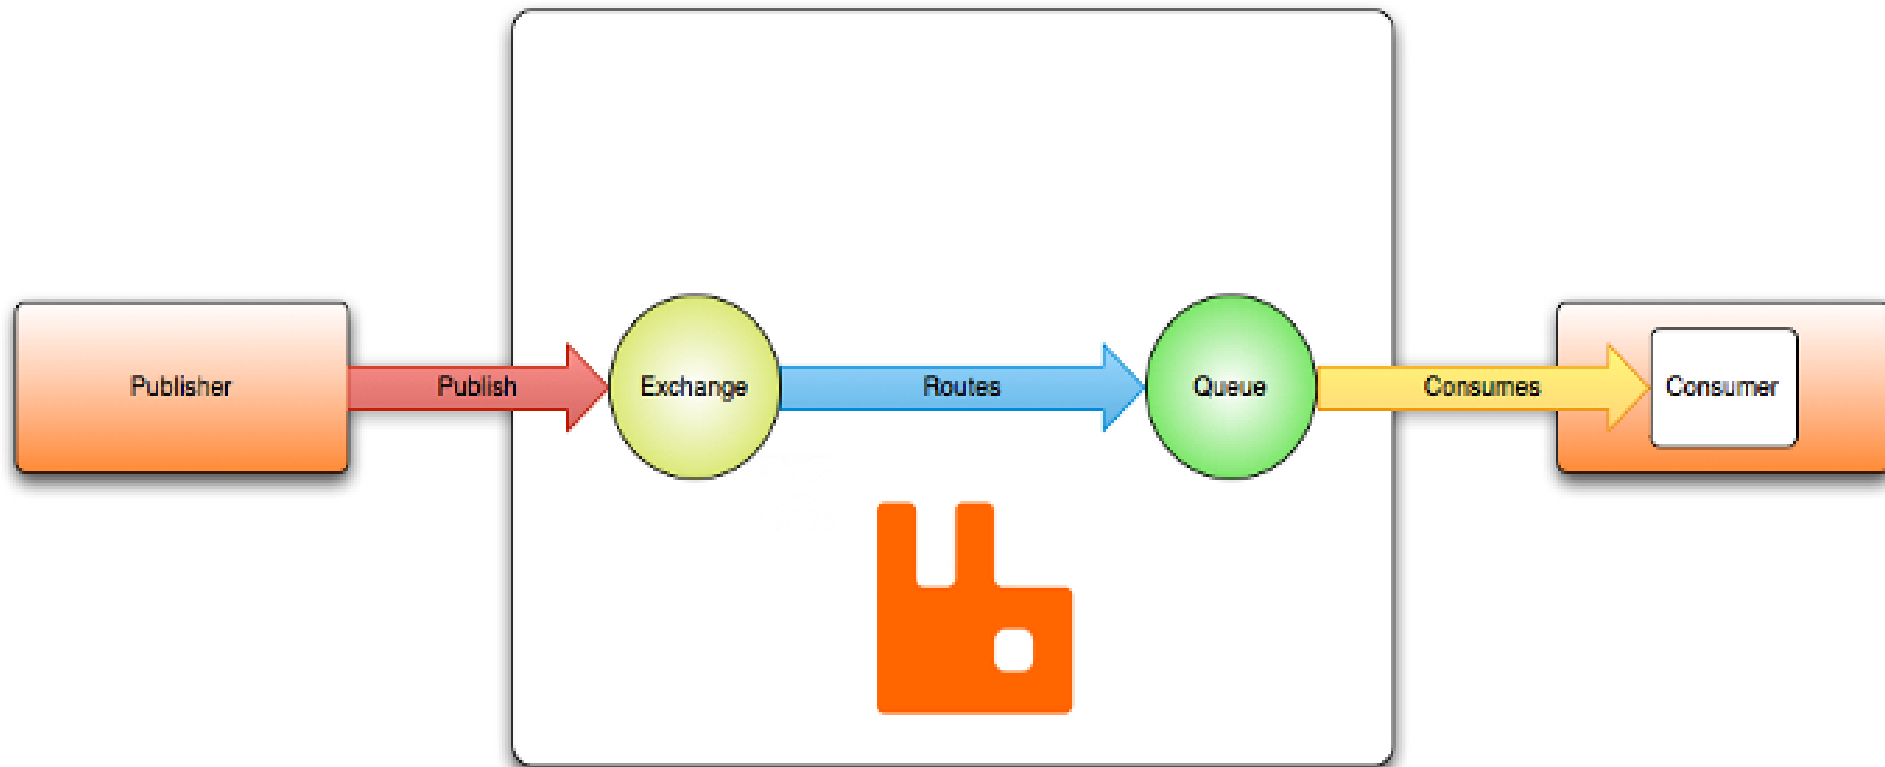 Publisher
Publish
Exchange
Routes
Queue
Consumes
Consumer